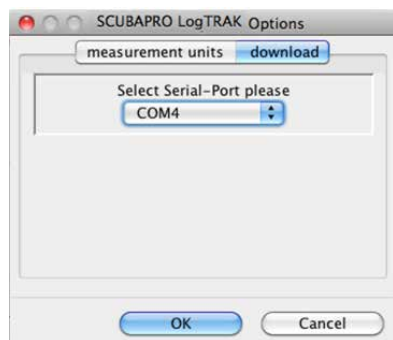 SCUBAPRO LogTRAK Options
measurement units download
Select Serial-Port please
COM4
OK Cancel